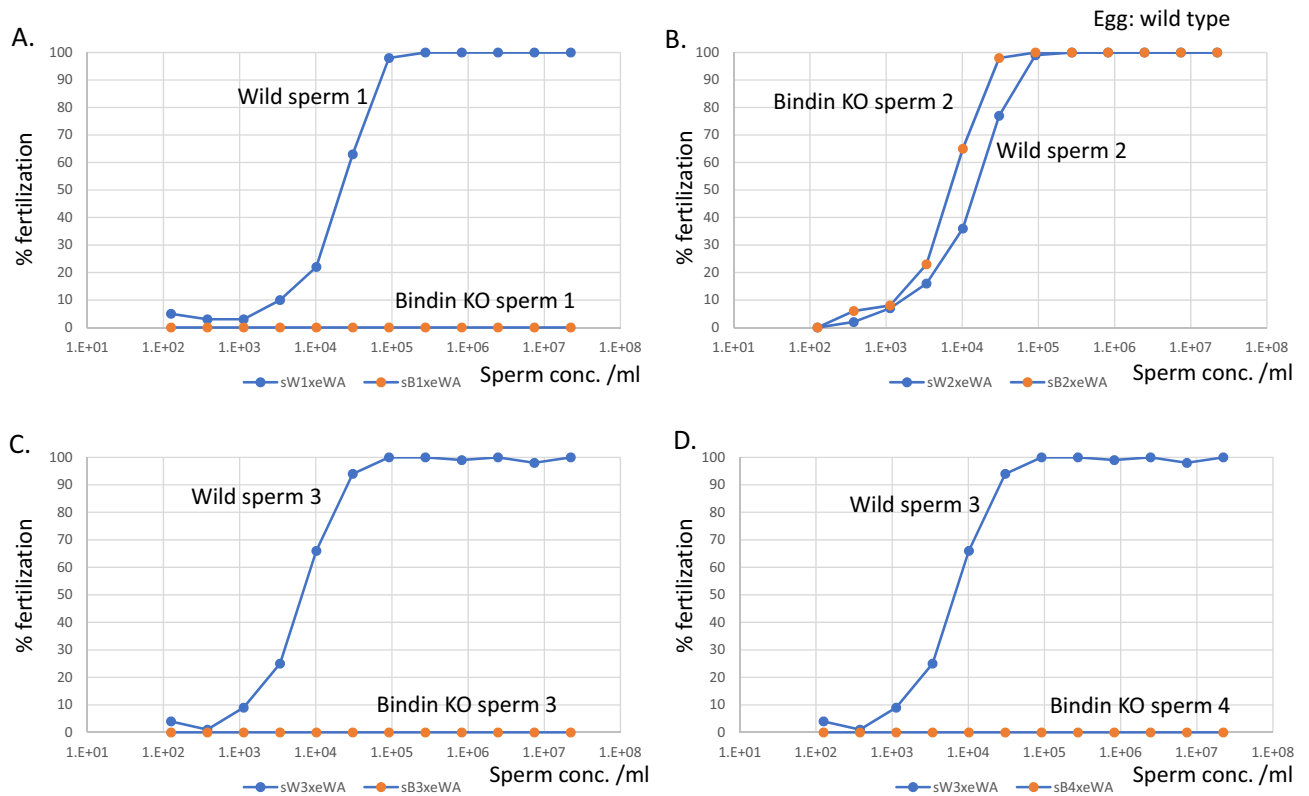 Egg: wild type
A.
100
90
80
70
60
50
40
30
20
10
0
% fertilization
Wild sperm 1
Bindin KO sperm 1
1.E+01 1.E+02 1.E+03 1.E+04 1.E+05 1.E+06 1.E+07 1.E+08
sW1xeWA sB1xeWA
Sperm conc. /ml
B.
100
90
80
70
60
50
40
30
20
10
0
% fertilization
Bindin KO sperm 2
Wild sperm 2
1.E+01 1.E+02 1.E+03 1.E+04 1.E+05 1.E+06 1.E+07 1.E+08
sW2xeWA sB2xeWA
Sperm conc. /ml
C.
100
90
80
70
60
50
40
30
20
10
0
% fertilization
Wild sperm 3
Bindin KO sperm 3
1.E+01 1.E+02 1.E+03 1.E+04 1.E+05 1.E+06 1.E+07 1.E+08
sW3xeWA sB3xeWA
Sperm conc. /ml
D.
100
90
80
70
60
50
40
30
20
10
0
% fertilization
Wild sperm 3
Bindin KO sperm 4
1.E+01 1.E+02 1.E+03 1.E+04 1.E+05 1.E+06 1.E+07 1.E+08
sW3xeWA sB4xeWA
Sperm conc. /ml